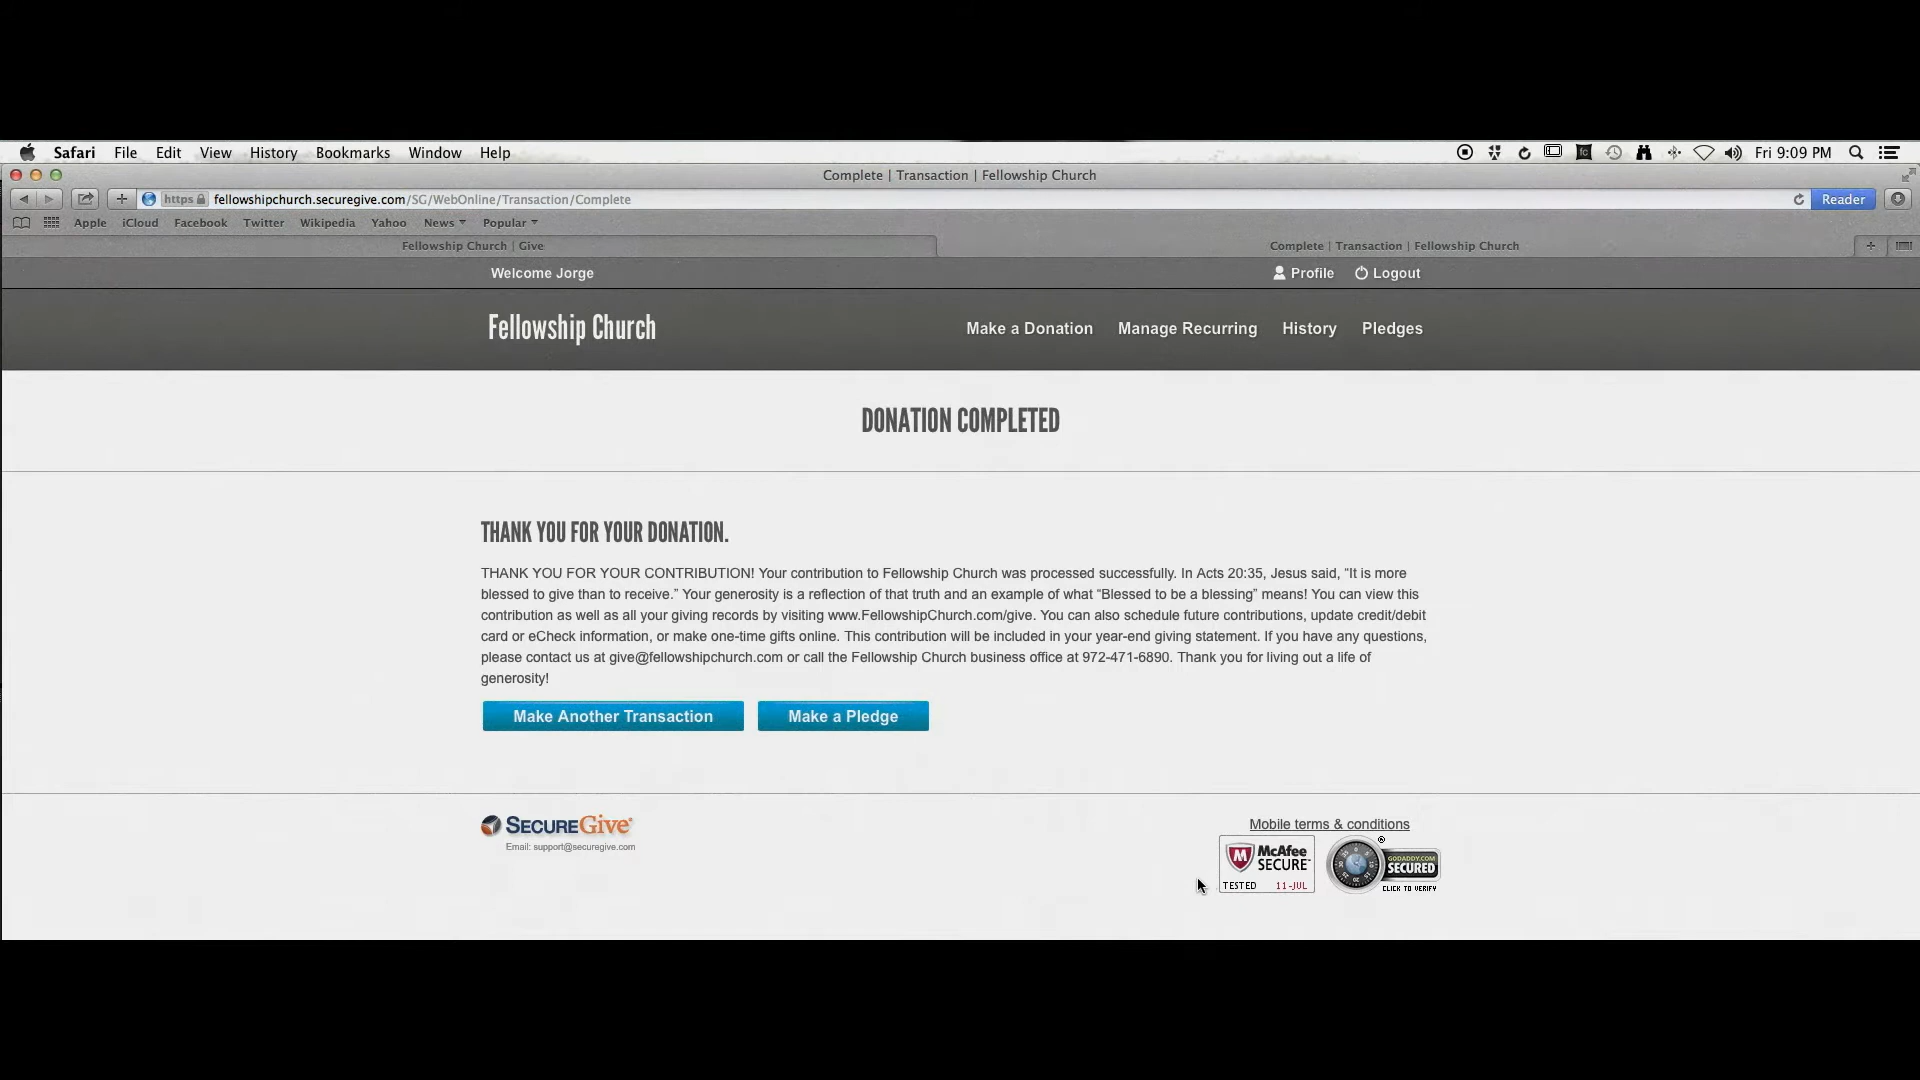 Safari File Edit View History Bookmarks Window Help Fri 9:09 PM
Complete | Transaction | Fellowship Church
https fellowshipchurch.securegive.com/SG/WebOnline/Transaction/Complete Reader
Apple iCloud Facebook Twitter Wikipedia Yahoo News Popular
Fellowship Church | Give Complete | Transaction | Fellowship Church
Welcome Jorge Profile Logout
Fellowship Church Make a Donation Manage Recurring History Pledges
DONATION COMPLETED
THANK YOU FOR YOUR DONATION.
THANK YOU FOR YOUR CONTRIBUTION! Your contribution to Fellowship Church was processed successfully. In Acts 20:35, Jesus said, “It is more
blessed to give than to receive.” Your generosity is a reflection of that truth and an example of what “Blessed to be a blessing” means! You can view this
contribution as well as all your giving records by visiting www.FellowshipChurch.com/give. You can also schedule future contributions, update credit/debit
card or eCheck information, or make one-time gifts online. This contribution will be included in your year-end giving statement. If you have any questions,
please contact us at give@fellowshipchurch.com or call the Fellowship Church business office at 972-471-6890. Thank you for living out a life of
generosity!
Make Another Transaction Make a Pledge
SECUREGive
Email: support@securegive.com
Mobile terms & conditions
McAfee
SECURE
TESTED 11-JUL
GODADDY.COM
SECURED
CLICK TO VERIFY